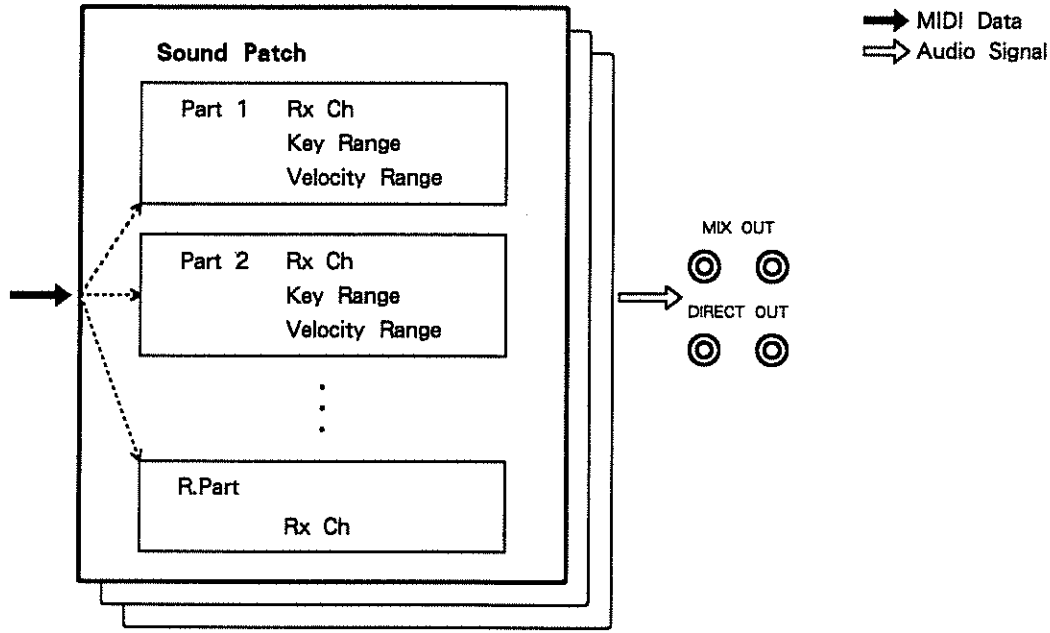 MIDI Data
Audio Signal
Sound Patch
Part 1 Rx Ch
Key Range
Velocity Range
Part 2 Rx Ch
Key Range
Velocity Range
R.Part
Rx Ch
MIX OUT
DIRECT OUT